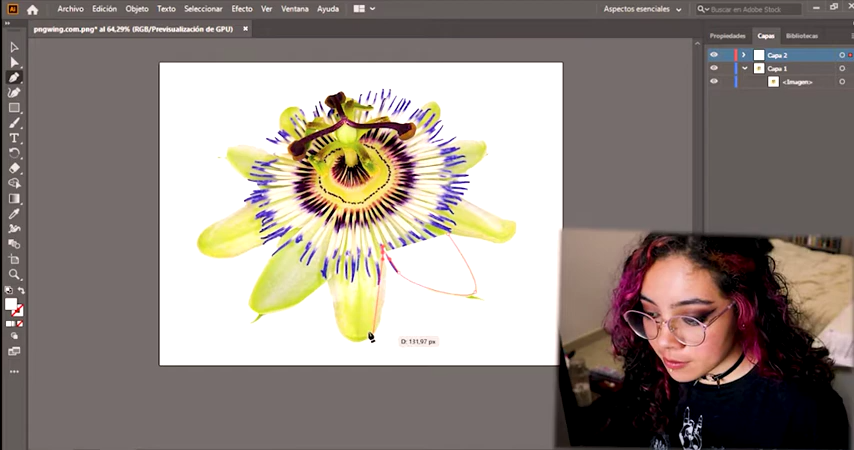 Ai Archivo Edición Objeto Texto Seleccionar Efecto Ver Ventana Ayuda Aspectos esenciales Buscar en Adobe Stock
pngwing.com.png* al 64,29% (RGB/Previsualización de GPU)
Propiedades Capas Bibliotecas
Capa 2
Capa 1
<Imagen>
D: 131,97 px